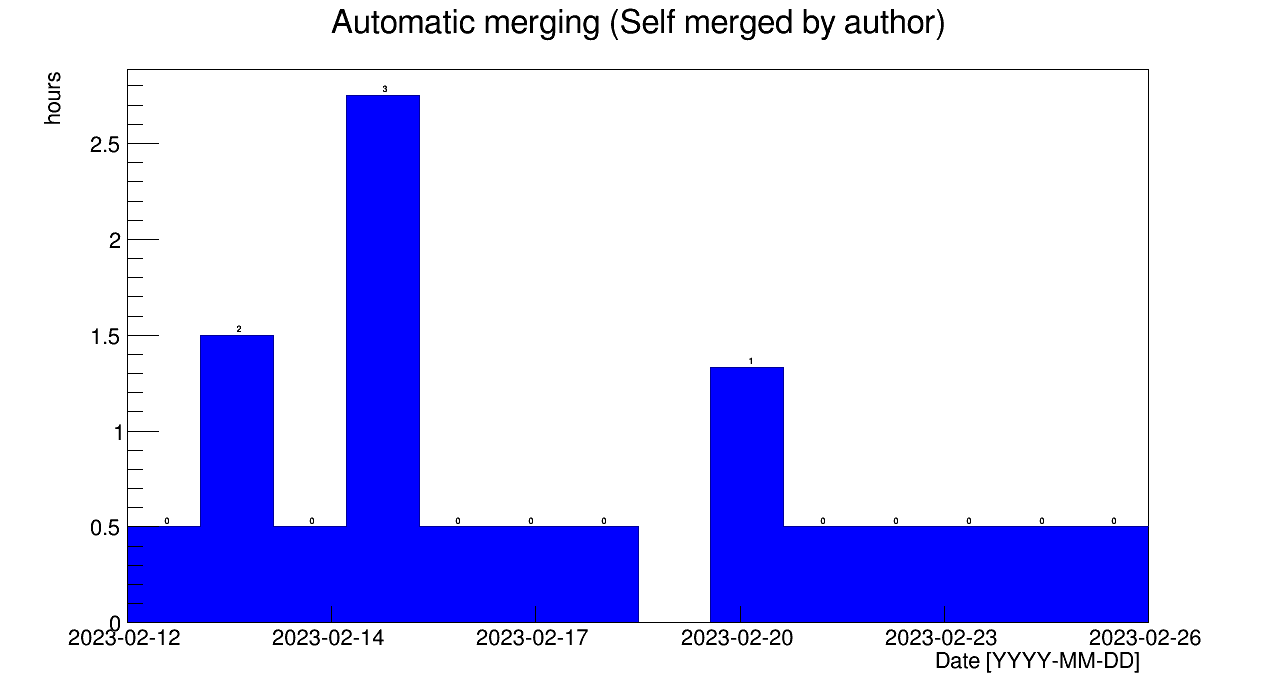 Automatic merging (Self merged by author)
hours
3
2.5
2
2
1.5
1
1
0 0 0 0 0 0 0 0 0 0
0.5
0
2023-02-12 2023-02-14 2023-02-17 2023-02-20 2023-02-23 2023-02-26
Date [YYYY-MM-DD]